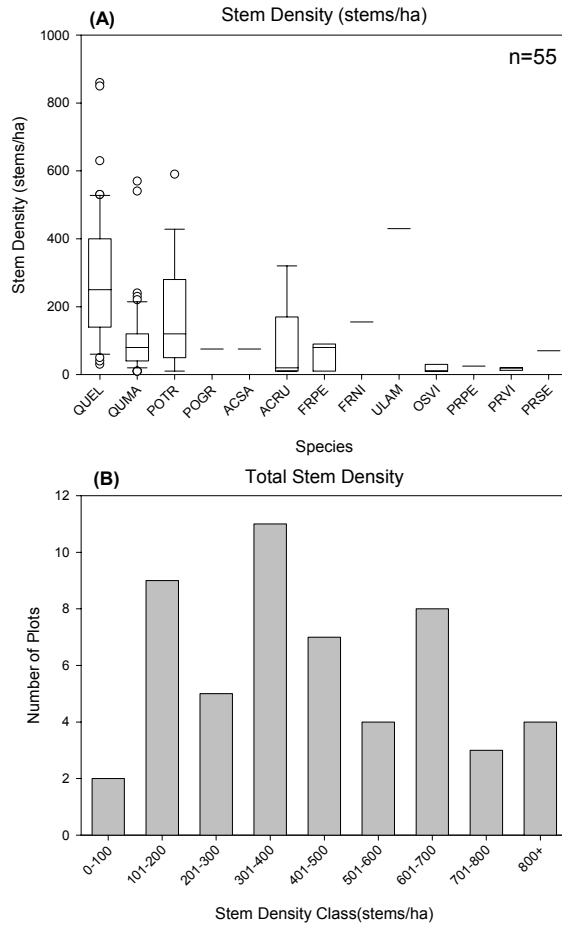 (A)
Stem Density (stems/ha)
n=55
Stem Density (stems/ha)
1000
800
600
400
200
0
QUEL
QUMA
POTR
POGR
ACSA
ACRU
FRPE
FRNI
ULAM
OSVI
PRPE
PRVI
PRSE
Species
(B)
Total Stem Density
Number of Plots
12
10
8
6
4
2
0
0-100
101-200
201-300
301-400
401-500
501-600
601-700
701-800
800+
Stem Density Class(stems/ha)